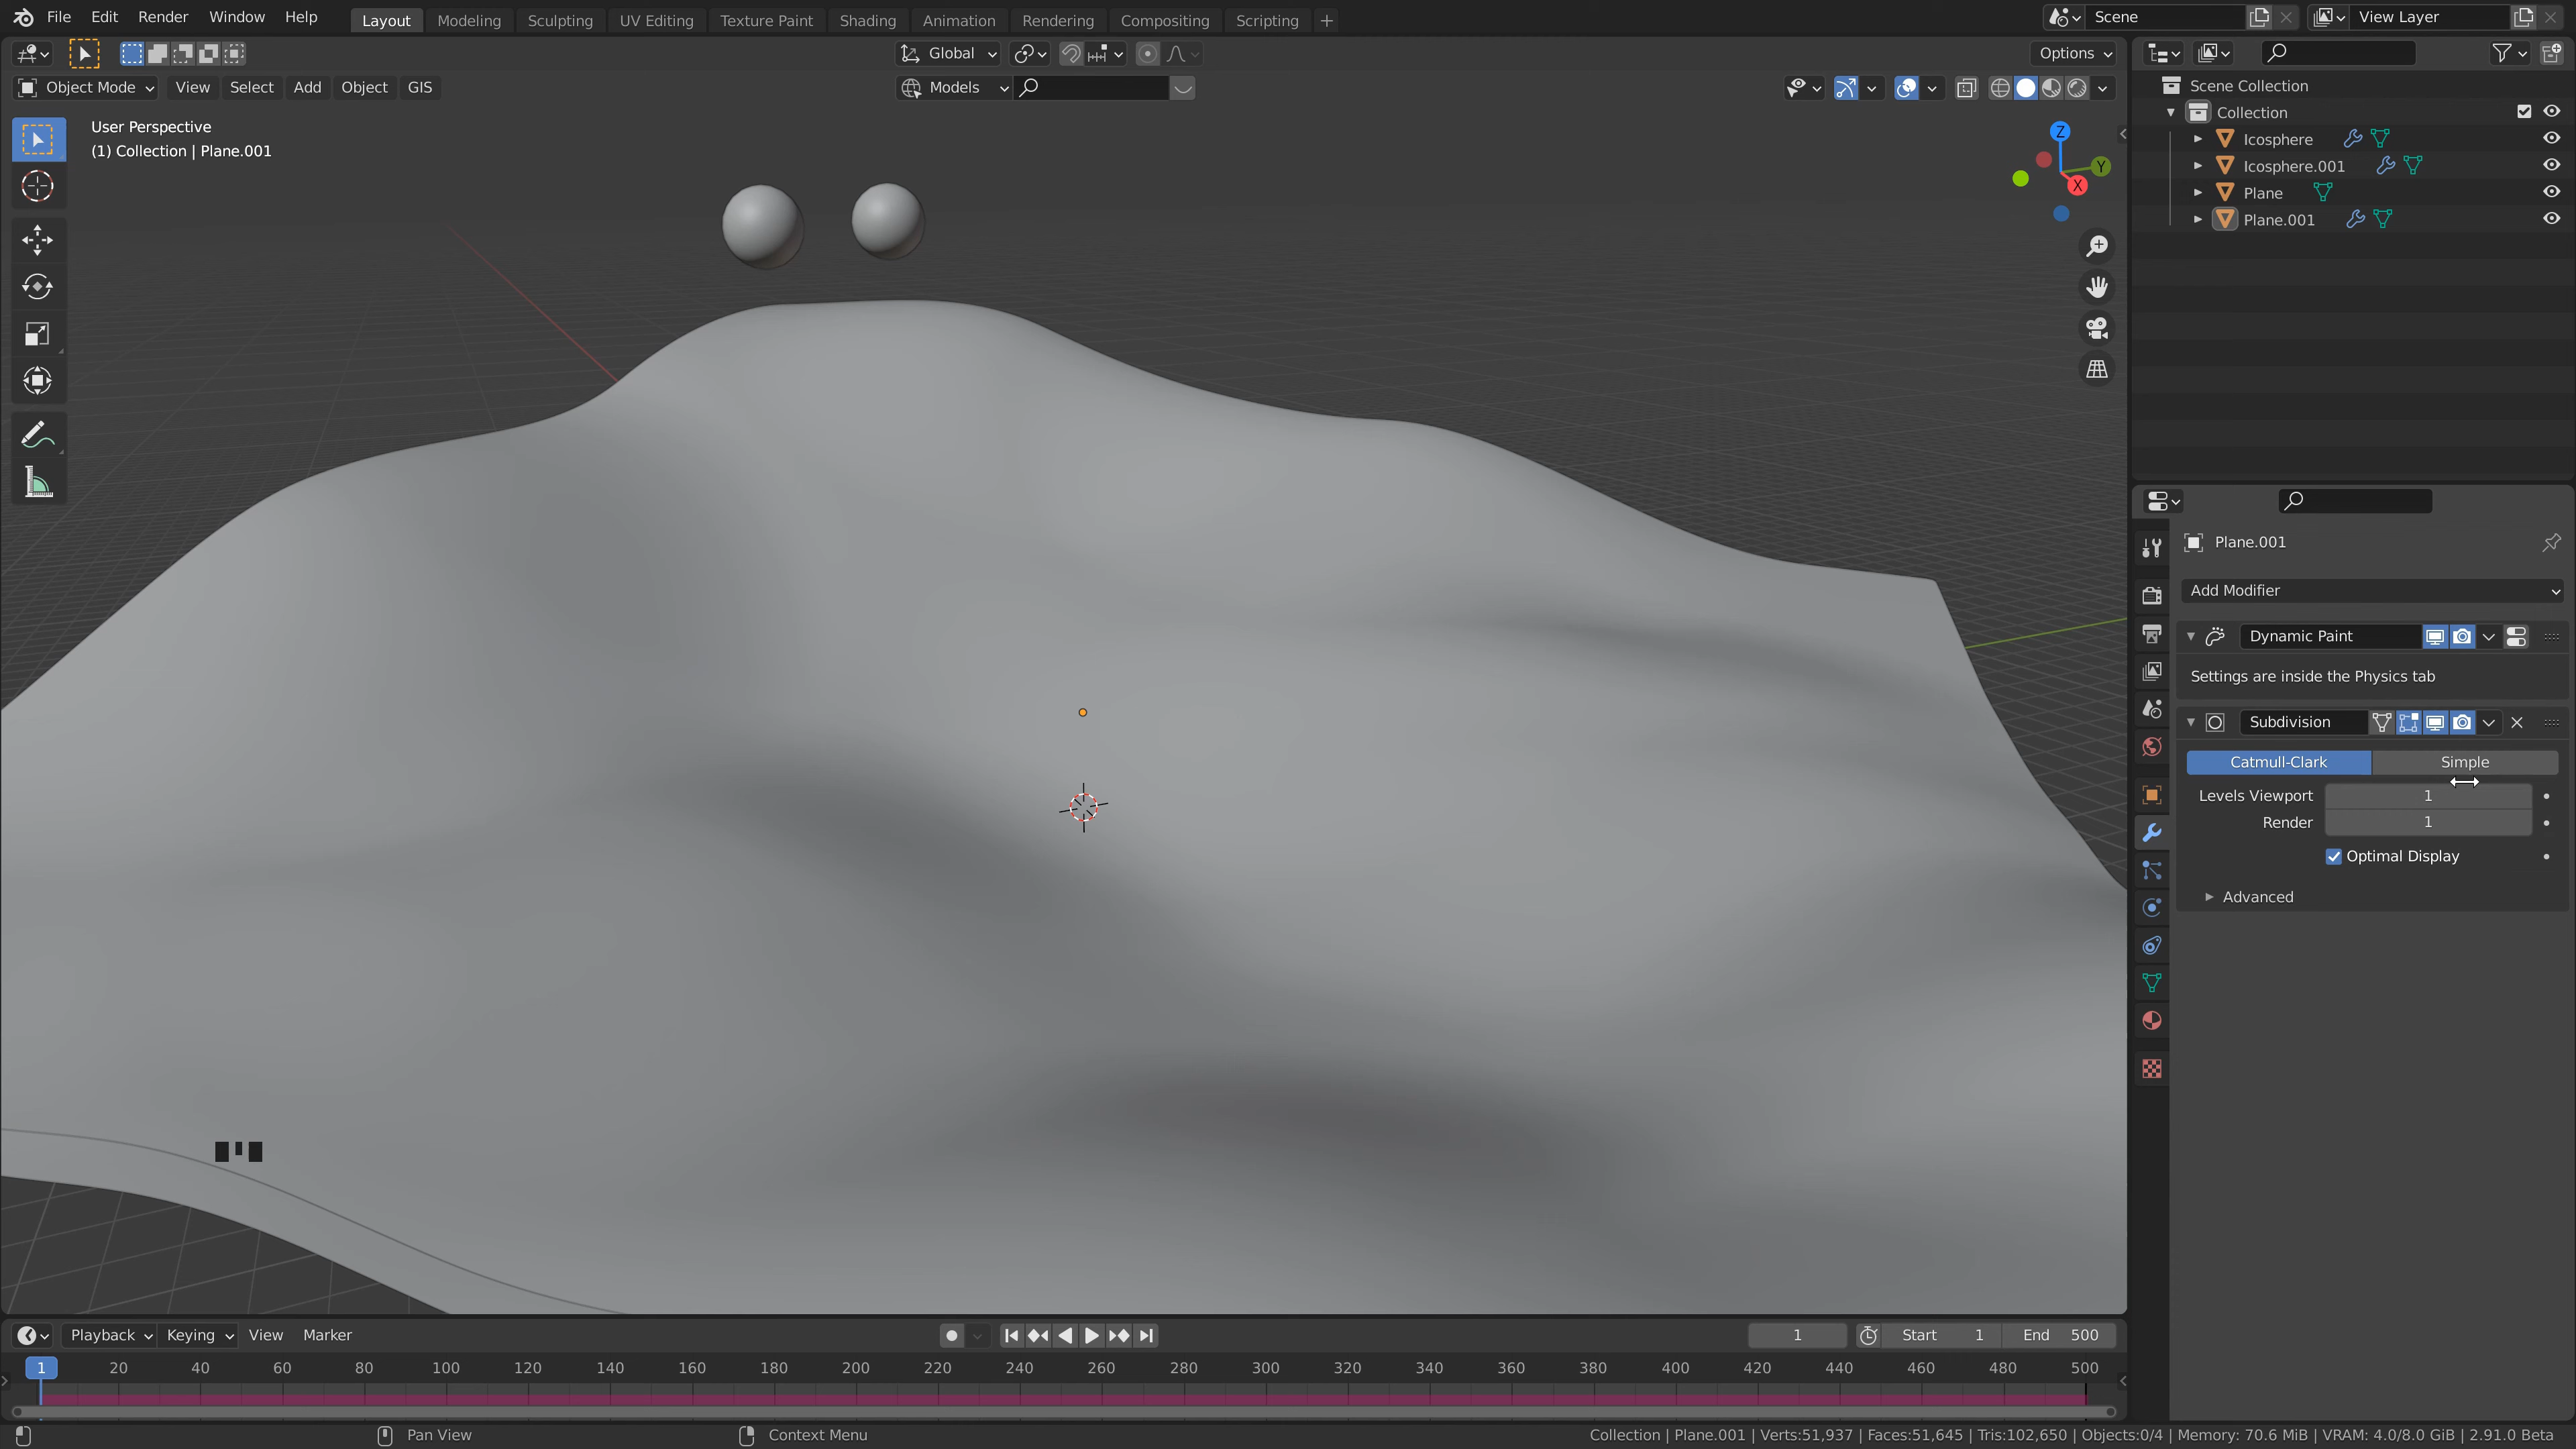 File Edit Render Window Help Layout Modeling Sculpting UV Editing Texture Paint Shading Animation Rendering Compositing Scripting + Scene View Layer
Global Options
Object Mode View Select Add Object GIS Models
User Perspective
(1) Collection | Plane.001
Z
Y
X
Scene Collection
Collection
Icosphere
Icosphere.001
Plane
Plane.001
Plane.001
Add Modifier
Dynamic Paint
Settings are inside the Physics tab
Subdivision
Catmull-Clark Simple
Levels Viewport 1
Render 1
Optimal Display
Advanced
Playback Keying View Marker 1 Start 1 End 500
1 20 40 60 80 100 120 140 160 180 200 220 240 260 280 300 320 340 360 380 400 420 440 460 480 500
Pan View Context Menu Collection | Plane.001 | Verts:51,937 | Faces:51,645 | Tris:102,650 | Objects:0/4 | Memory: 70.6 MiB | VRAM: 4.0/8.0 GiB | 2.91.0 Beta